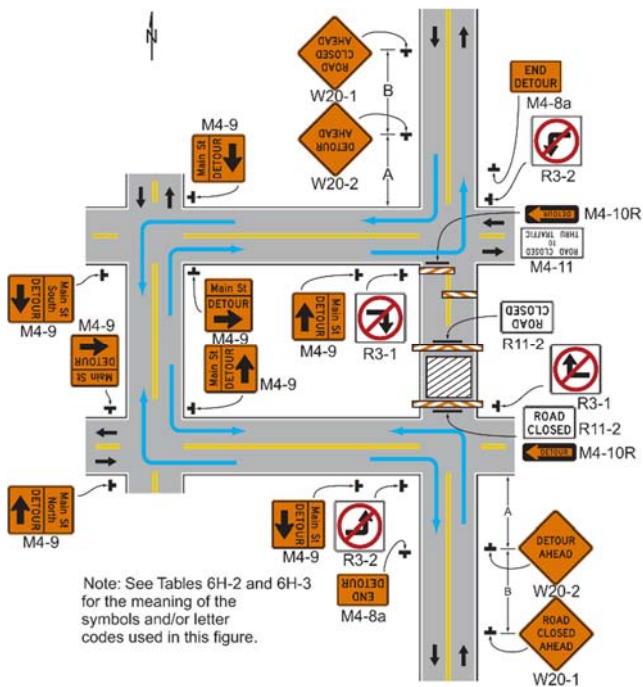 N
ROAD
CLOSED
AHEAD
W20-1
B
DETOUR
AHEAD
W20-2
A
END
DETOUR
M4-8a
R3-2
M4-9
Main St
DETOUR
DETOUR
M4-10R
ROAD CLOSED
TO
THRU TRAFFIC
M4-11
Main St
South
DETOUR
M4-9
Main St
DETOUR
M4-9
Main St
DETOUR
M4-9
R3-1
ROAD
CLOSED
R11-2
M4-9
Main St
DETOUR
Main St
DETOUR
M4-9
R3-1
ROAD
CLOSED
R11-2
DETOUR
M4-10R
Main St
North
DETOUR
M4-9
Main St
DETOUR
M4-9
R3-2
END
DETOUR
M4-8a
A
DETOUR
AHEAD
W20-2
B
ROAD
CLOSED
AHEAD
W20-1
Note: See Tables 6H-2 and 6H-3
for the meaning of the
symbols and/or letter
codes used in this figure.